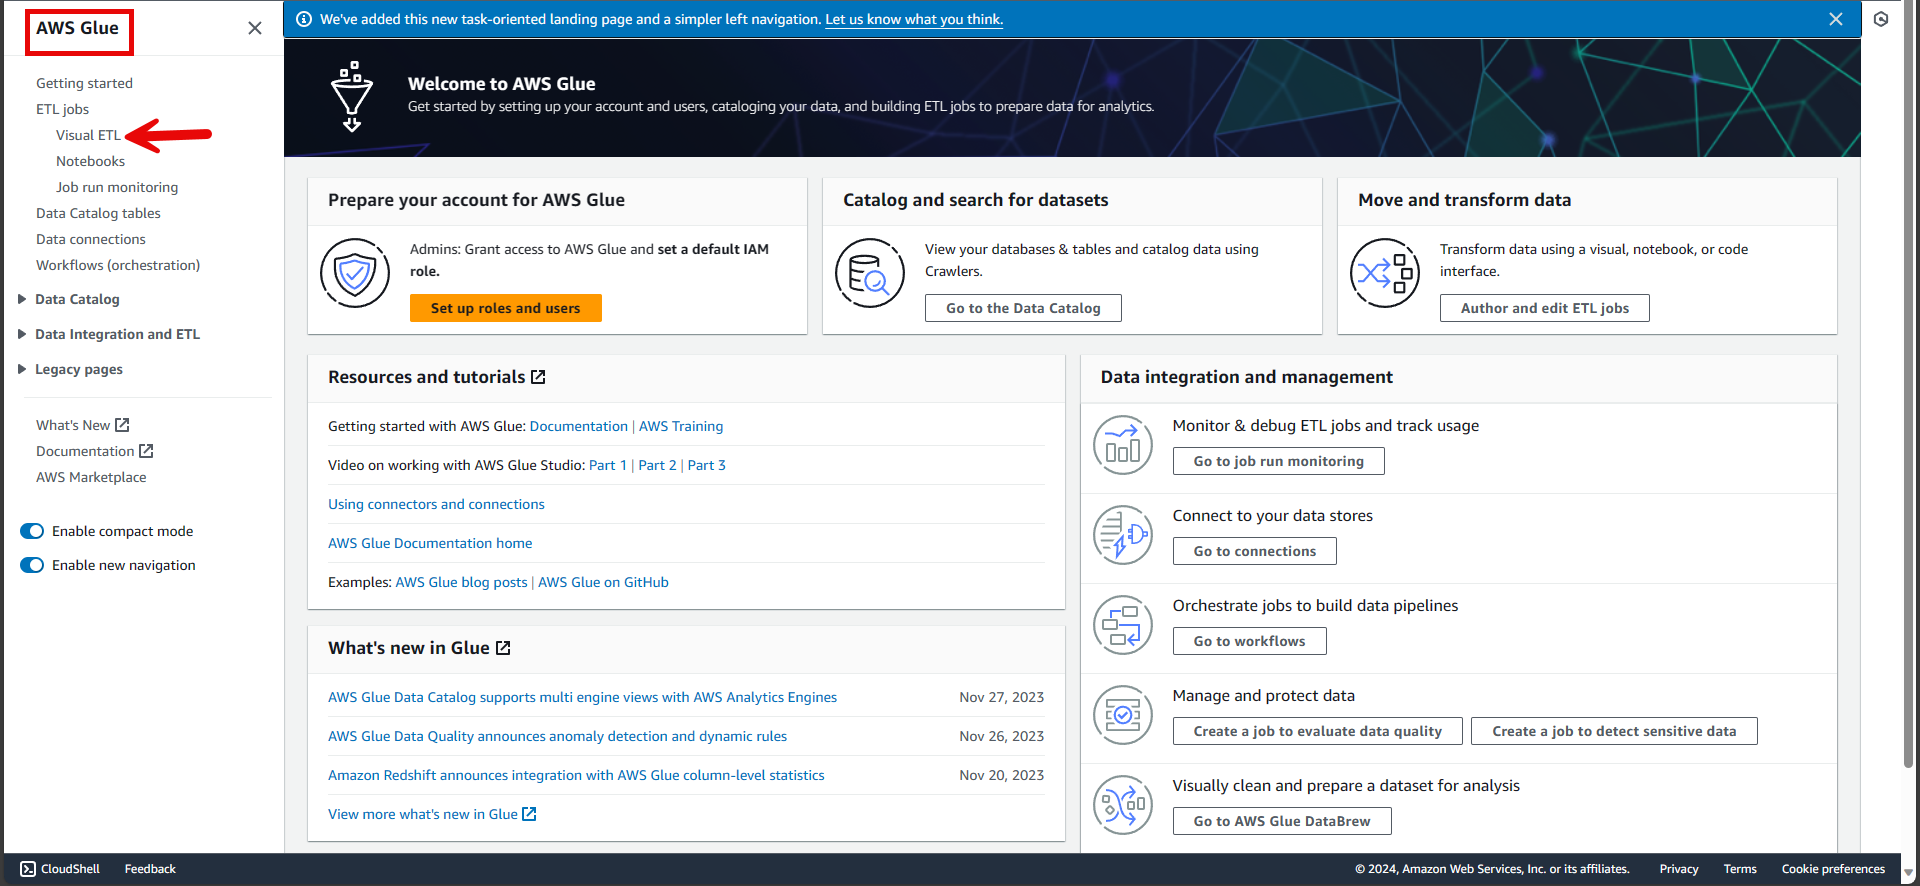 AWS Glue
Getting started
ETL jobs
Visual ETL
Notebooks
Job run monitoring
Data Catalog tables
Data connections
Workflows (orchestration)
Data Catalog
Data Integration and ETL
Legacy pages
What's New
Documentation
AWS Marketplace
Enable compact mode
Enable new navigation
We've added this new task-oriented landing page and a simpler left navigation. Let us know what you think.
Welcome to AWS Glue
Get started by setting up your account and users, cataloging your data, and building ETL jobs to prepare data for analytics.
Prepare your account for AWS Glue
Admins: Grant access to AWS Glue and set a default IAM
role.
Set up roles and users
Catalog and search for datasets
View your databases & tables and catalog data using
Crawlers.
Go to the Data Catalog
Move and transform data
Transform data using a visual, notebook, or code
interface.
Author and edit ETL jobs
Resources and tutorials
Getting started with AWS Glue: Documentation | AWS Training
Video on working with AWS Glue Studio: Part 1 | Part 2 | Part 3
Using connectors and connections
AWS Glue Documentation home
Examples: AWS Glue blog posts | AWS Glue on GitHub
What's new in Glue
AWS Glue Data Catalog supports multi engine views with AWS Analytics Engines Nov 27, 2023
AWS Glue Data Quality announces anomaly detection and dynamic rules Nov 26, 2023
Amazon Redshift announces integration with AWS Glue column-level statistics Nov 20, 2023
View more what's new in Glue
Data integration and management
Monitor & debug ETL jobs and track usage
Go to job run monitoring
Connect to your data stores
Go to connections
Orchestrate jobs to build data pipelines
Go to workflows
Manage and protect data
Create a job to evaluate data quality Create a job to detect sensitive data
Visually clean and prepare a dataset for analysis
Go to AWS Glue DataBrew
CloudShell Feedback © 2024, Amazon Web Services, Inc. or its affiliates. Privacy Terms Cookie preferences